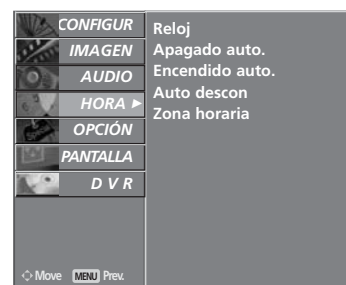 CONFIGUR
IMAGEN
AUDIO
HORA ►
OPCIÓN
PANTALLA
D V R
Reloj
Apagado auto.
Encendido auto.
Auto descon
Zona horaria
Move MENU Prev.